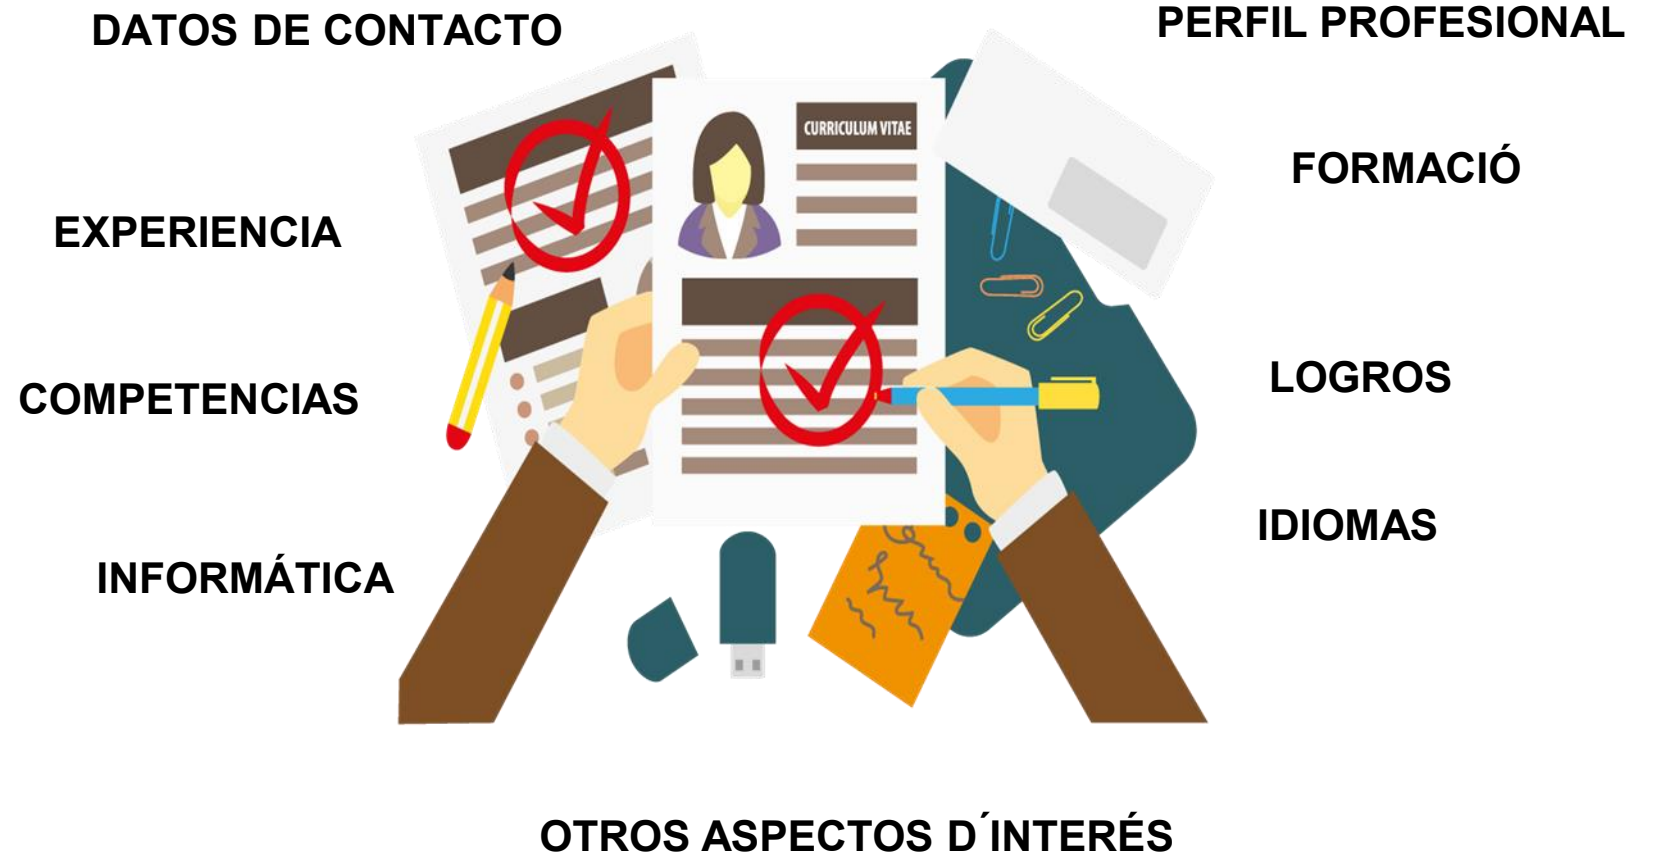 DATOS DE CONTACTO
PERFIL PROFESIONAL
CURRICULUM VITAE
FORMACIÓ
EXPERIENCIA
LOGROS
COMPETENCIAS
IDIOMAS
INFORMÁTICA
OTROS ASPECTOS D´INTERÉS